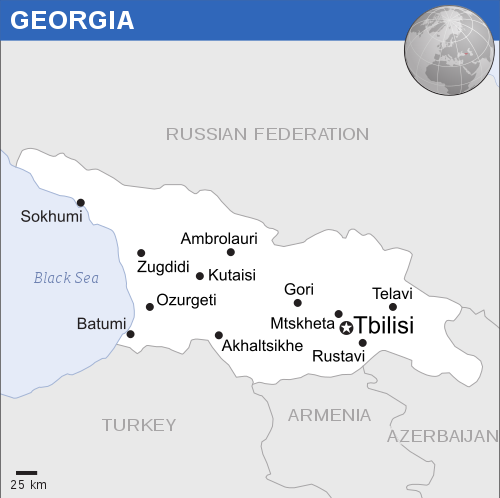 GEORGIA
RUSSIAN FEDERATION
Sokhumi
Ambrolauri
Zugdidi
Kutaisi
Black Sea
Gori
Telavi
Ozurgeti
Batumi
Mtskheta
Tbilisi
Akhaltsikhe
Rustavi
TURKEY
ARMENIA
AZERBAIJAN
25 km